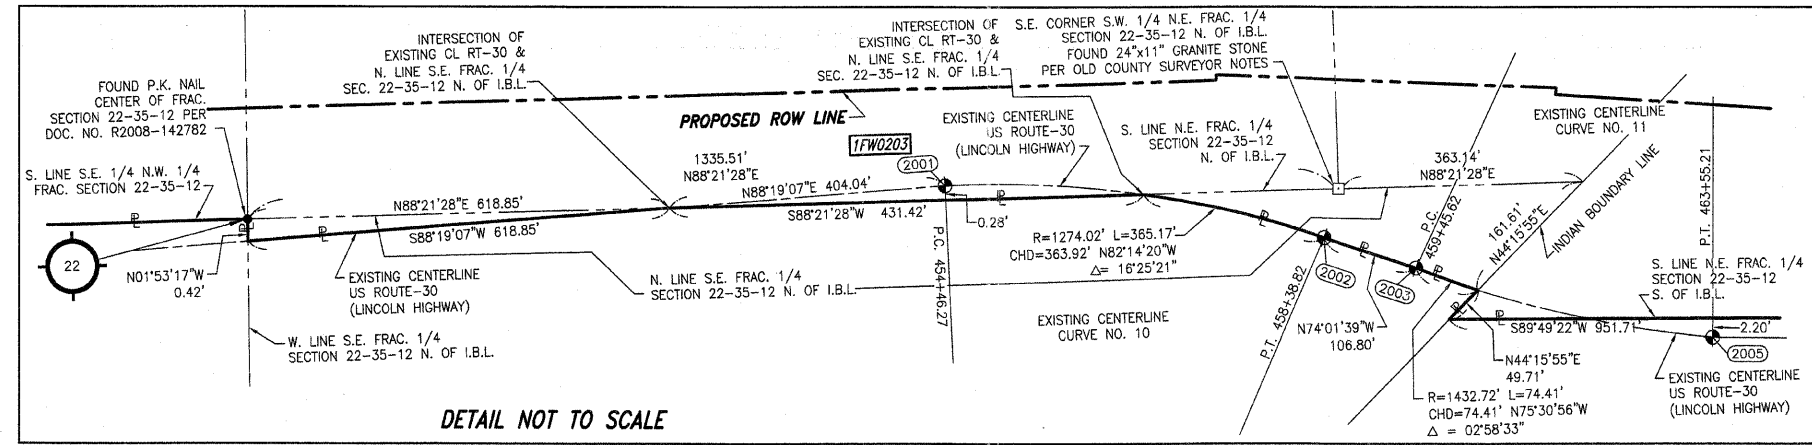 FOUND P.K. NAIL
CENTER OF FRAC.
SECTION 22-35-12 PER
DOC. NO. R2008-142782
INTERSECTION OF
EXISTING CL RT-30 &
N. LINE S.E. FRAC. 1/4
SEC. 22-35-12 N. OF I.B.L.
INTERSECTION OF
EXISTING CL RT-30 &
N. LINE S.E. FRAC. 1/4
SEC. 22-35-12 N. OF I.B.L.
S.E. CORNER S.W. 1/4 N.E. FRAC. 1/4
SECTION 22-35-12 N. OF I.B.L.
FOUND 24"x11" GRANITE STONE
PER OLD COUNTY SURVEYOR NOTES
PROPOSED ROW LINE
1FW0203
EXISTING CENTERLINE
US ROUTE-30
(LINCOLN HIGHWAY)
S. LINE N.E. FRAC. 1/4
SECTION 22-35-12
N. OF I.B.L.
EXISTING CENTERLINE
CURVE NO. 11
363.14'
N88°21'28"E
S. LINE S.E. 1/4 N.W. 1/4
FRAC. SECTION 22-35-12
1335.51'
N88°21'28"E
2001
N88°19'07"E 404.04'
N88°21'28"E 618.85'
S88°19'07"W 618.85'
S88°21'28"W 431.42'
0.28'
P.C. 454+46.27
R=1274.02' L=365.17'
CHD=363.92' N82°14'20"W
Δ= 16°25'21"
P.C.
459+45.62
161.61'
N44°15'55"E
INDIAN BOUNDARY LINE
P.T. 463+55.21
22
N01°53'17"W
0.42'
EXISTING CENTERLINE
US ROUTE-30
(LINCOLN HIGHWAY)
N. LINE S.E. FRAC. 1/4
SECTION 22-35-12 N. OF I.B.L.
2002
2003
S. LINE N.E. FRAC. 1/4
SECTION 22-35-12
S. OF I.B.L.
W. LINE S.E. FRAC. 1/4
SECTION 22-35-12 N. OF I.B.L.
EXISTING CENTERLINE
CURVE NO. 10
P.T. 458+38.82
N74°01'39"W
106.80'
S89°49'22"W 951.71'
2.20'
2005
N44°15'55"E
49.71'
R=1432.72' L=74.41'
CHD=74.41' N75°30'56"W
Δ = 02°58'33"
EXISTING CENTERLINE
US ROUTE-30
(LINCOLN HIGHWAY)
DETAIL NOT TO SCALE